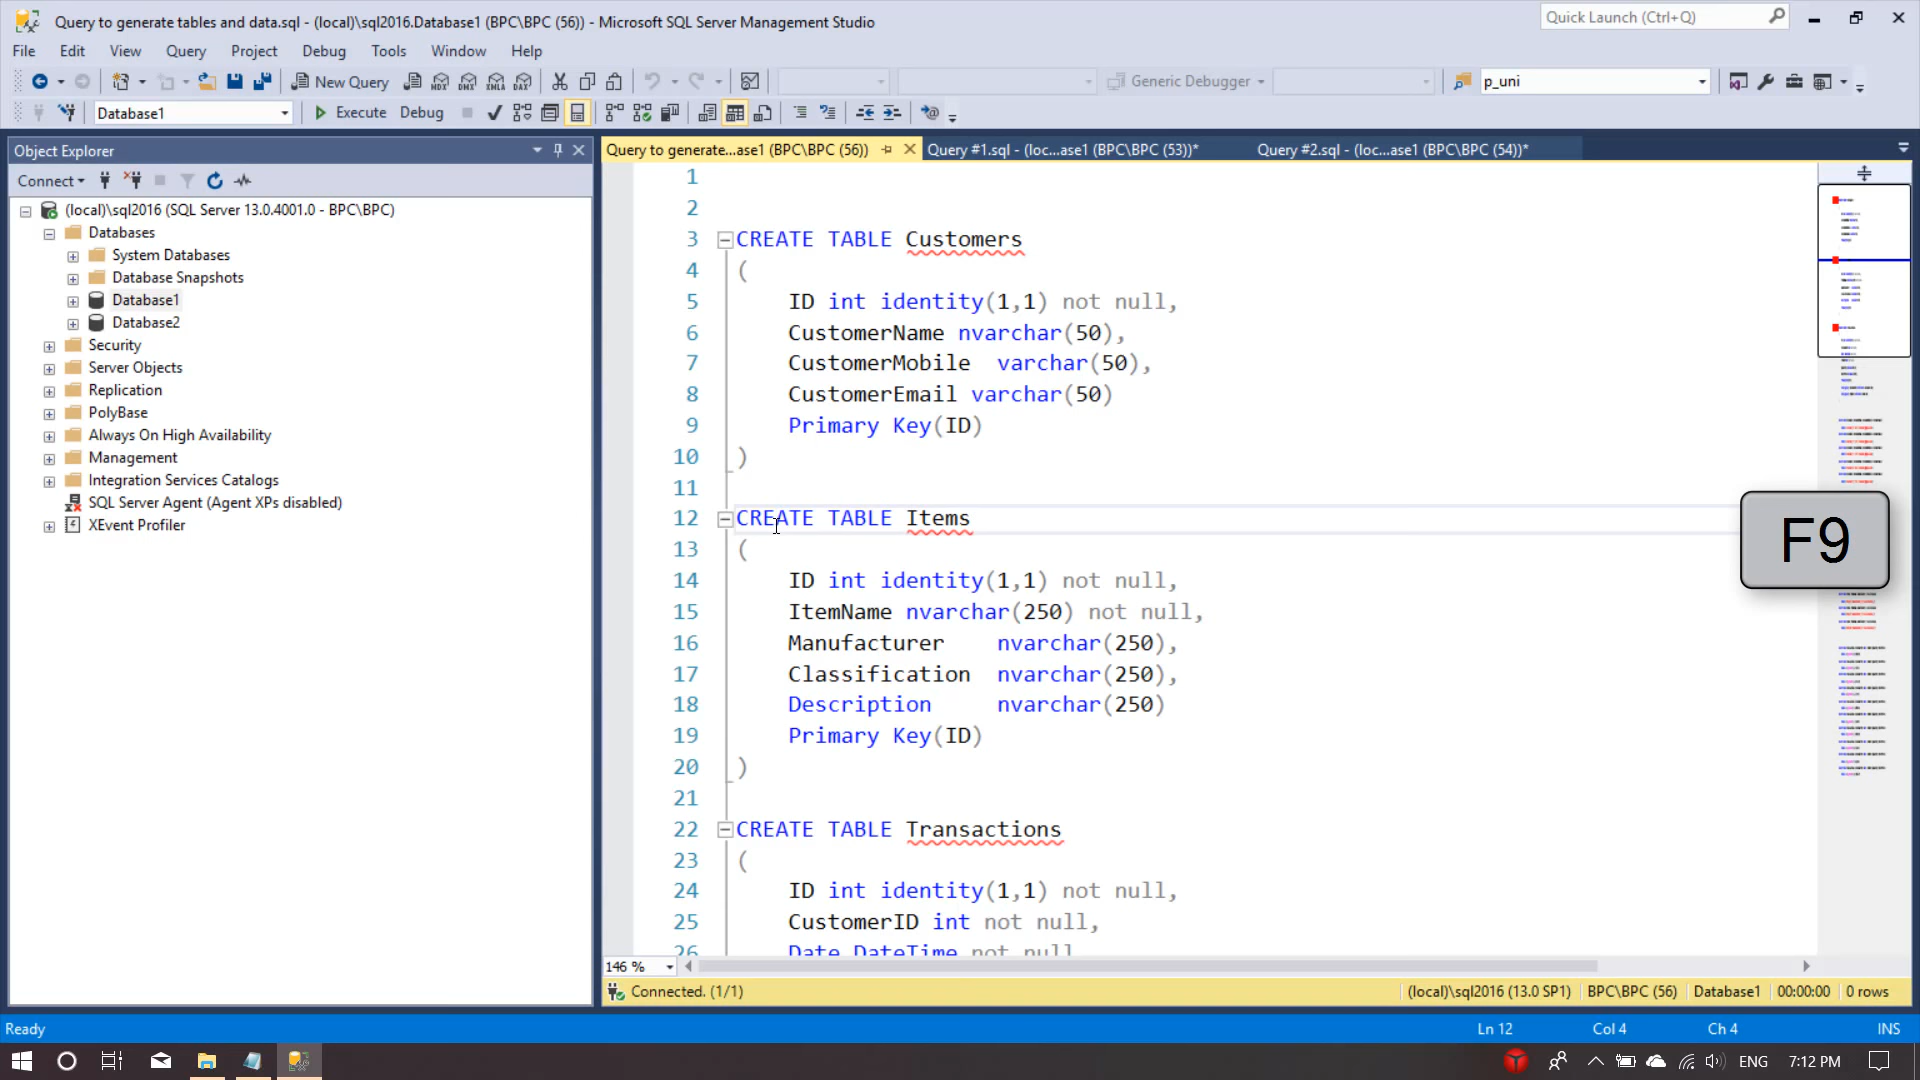 Query to generate tables and data.sql - (local)\sql2016.Database1 (BPC\BPC (56)) - Microsoft SQL Server Management Studio
Quick Launch (Ctrl+Q)
File Edit View Query Project Debug Tools Window Help
New Query MDX DMX XMLA DAX Generic Debugger p_uni
Database1 Execute Debug
Object Explorer
Query to generate...ase1 (BPC\BPC (56)) Query #1.sql - (loc...ase1 (BPC\BPC (53))* Query #2.sql - (loc...ase1 (BPC\BPC (54))*
Connect
(local)\sql2016 (SQL Server 13.0.4001.0 - BPC\BPC)
Databases
System Databases
Database Snapshots
Database1
Database2
Security
Server Objects
Replication
PolyBase
Always On High Availability
Management
Integration Services Catalogs
SQL Server Agent (Agent XPs disabled)
XEvent Profiler
1
2
3 CREATE TABLE Customers
4 (
5 ID int identity(1,1) not null,
6 CustomerName nvarchar(50),
7 CustomerMobile varchar(50),
8 CustomerEmail varchar(50)
9 Primary Key(ID)
10 )
11
12 CREATE TABLE Items
13 (
14 ID int identity(1,1) not null,
15 ItemName nvarchar(250) not null,
16 Manufacturer nvarchar(250),
17 Classification nvarchar(250),
18 Description nvarchar(250)
19 Primary Key(ID)
20 )
21
22 CREATE TABLE Transactions
23 (
24 ID int identity(1,1) not null,
25 CustomerID int not null,
26 Date DateTime not null
F9
146 %
Connected. (1/1) (local)\sql2016 (13.0 SP1) BPC\BPC (56) Database1 00:00:00 0 rows
Ready Ln 12 Col 4 Ch 4 INS
ENG 7:12 PM